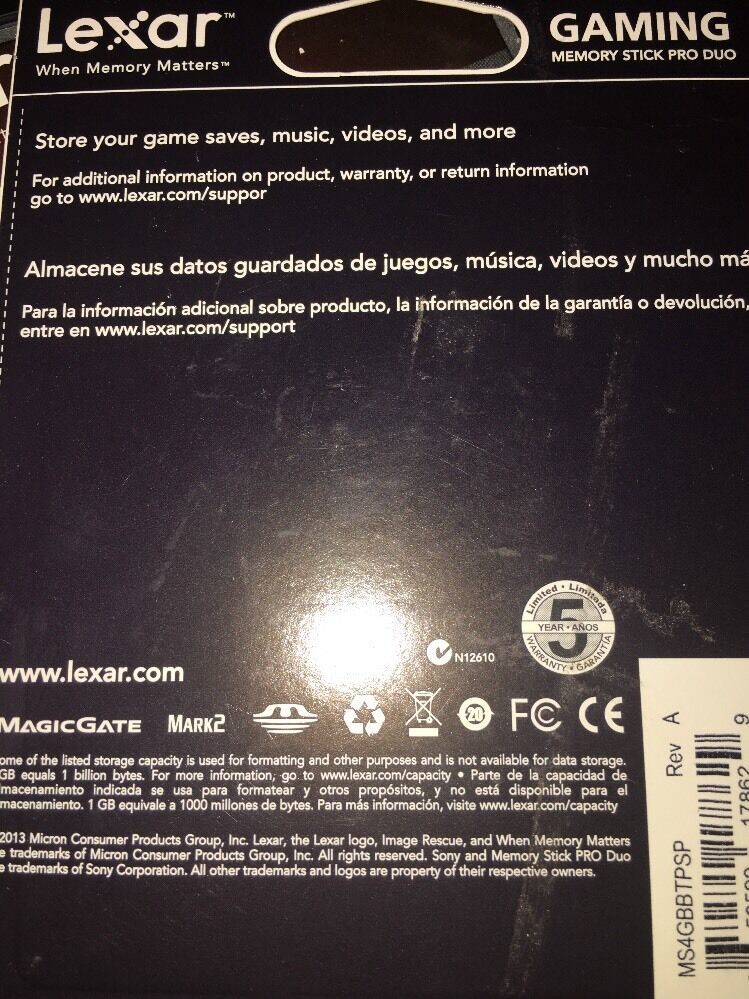 Lexar™
When Memory Matters™
GAMING
MEMORY STICK PRO DUO
Store your game saves, music, videos, and more
For additional information on product, warranty, or return information
go to www.lexar.com/suppor
Almacene sus datos guardados de juegos, música, videos y mucho má
Para la información adicional sobre producto, la información de la garantía o devolución,
entre en www.lexar.com/support
Limited • Limitada
5
YEAR • AÑOS
WARRANTY • GARANTÍA
N12610
www.lexar.com
MAGICGATE MARK2 20 FC CE
ome of the listed storage capacity is used for formatting and other purposes and is not available for data storage.
GB equals 1 billion bytes. For more information, go to www.lexar.com/capacity • Parte de la capacidad de
macenamiento indicada se usa para formatear y otros propósitos, y no está disponible para el
macenamiento. 1 GB equivale a 1000 millones de bytes. Para más información, visite www.lexar.com/capacity
2013 Micron Consumer Products Group, Inc. Lexar, the Lexar logo, Image Rescue, and When Memory Matters
e trademarks of Micron Consumer Products Group, Inc. All rights reserved. Sony and Memory Stick PRO Duo
e trademarks of Sony Corporation. All other trademarks and logos are property of their respective owners.
MS4GBBTPSP Rev A
17862 9